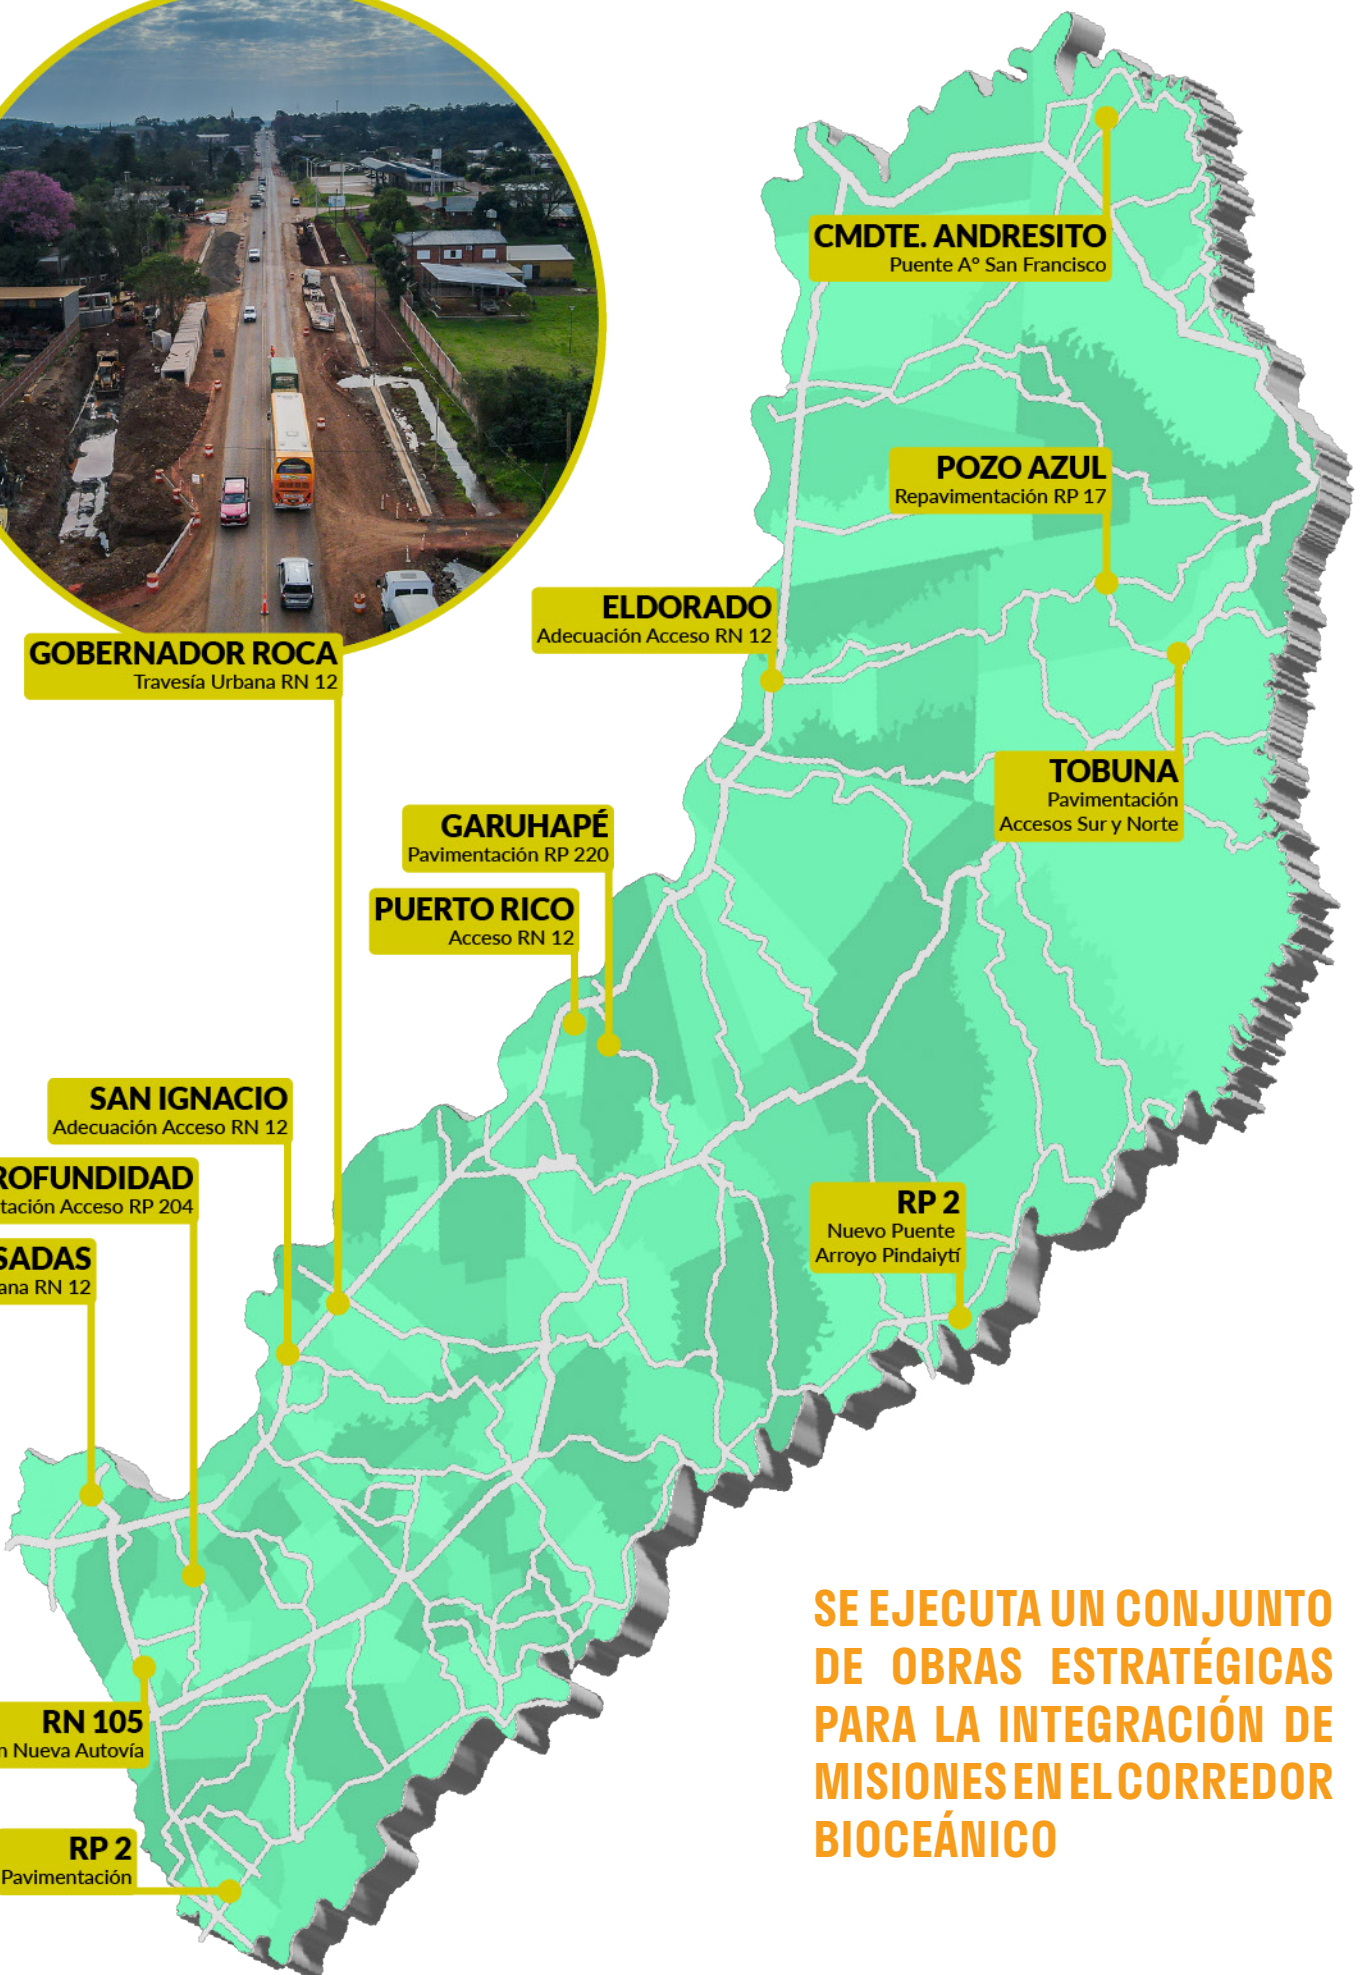 CMDTE. ANDRESITO
Puente Aº San Francisco
POZO AZUL
Repavimentación RP 17
ELDORADO
Adecuación Acceso RN 12
GOBERNADOR ROCA
Travesía Urbana RN 12
TOBUNA
Pavimentación
Accesos Sur y Norte
GARUHAPÉ
Pavimentación RP 220
PUERTO RICO
Acceso RN 12
SAN IGNACIO
Adecuación Acceso RN 12
ROFUNDIDAD
tación Acceso RP 204
SADAS
ana RN 12
RP 2
Nuevo Puente
Arroyo Pindaiytí
RN 105
Nueva Autovía
RP 2
Pavimentación
SE EJECUTA UN CONJUNTO
DE OBRAS ESTRATÉGICAS
PARA LA INTEGRACIÓN DE
MISIONES EN EL CORREDOR
BIOCEÁNICO